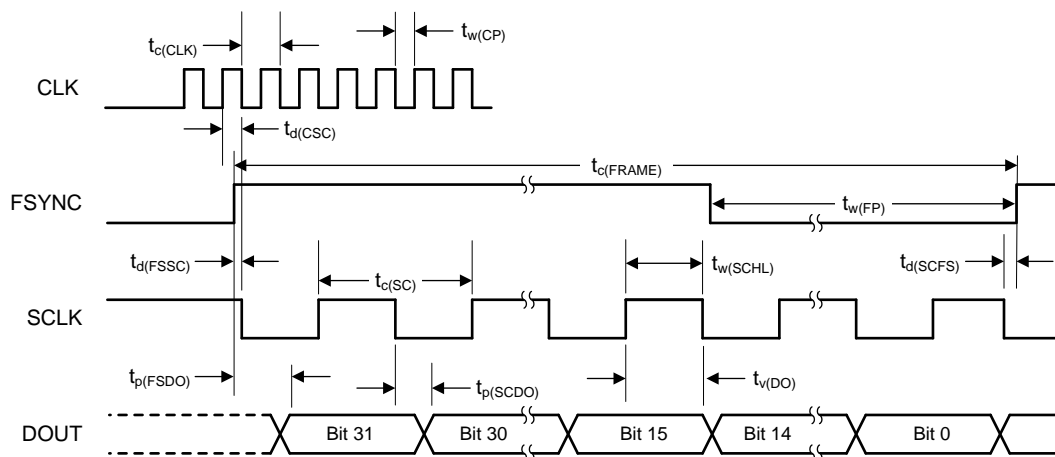 t_c(CLK)
t_w(CP)
CLK
t_d(CSC)
t_c(FRAME)
FSYNC
t_w(FP)
t_d(FSSC)
t_c(SC)
t_w(SCHL)
t_d(SCFS)
SCLK
t_p(FSDO)
t_p(SCDO)
t_v(DO)
DOUT
Bit 31
Bit 30
Bit 15
Bit 14
Bit 0